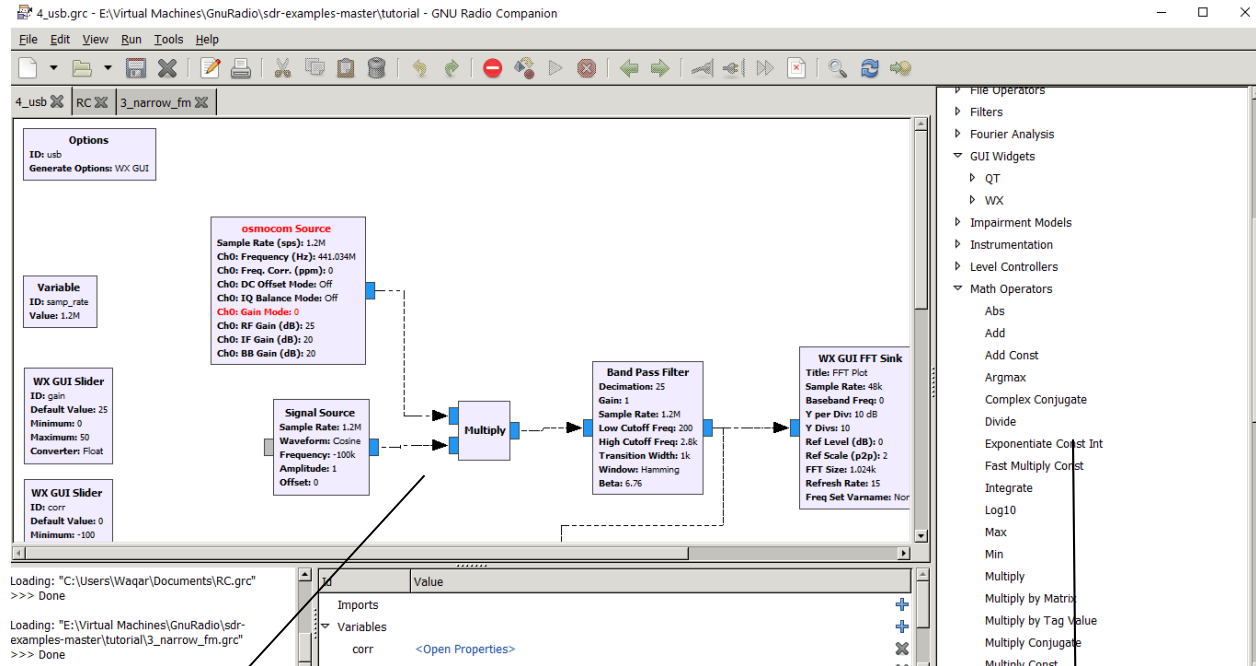 4_usb.grc - E:\Virtual Machines\GnuRadio\sdr-examples-master\tutorial - GNU Radio Companion
File Edit View Run Tools Help
4_usb RC 3_narrow_fm
Options
ID: usb
Generate Options: WX GUI
osmocom Source
Sample Rate (sps): 1.2M
Ch0: Frequency (Hz): 441.034M
Ch0: Freq. Corr. (ppm): 0
Ch0: DC Offset Mode: Off
Ch0: IQ Balance Mode: Off
Ch0: Gain Mode: 0
Ch0: RF Gain (dB): 25
Ch0: IF Gain (dB): 20
Ch0: BB Gain (dB): 20
Variable
ID: samp_rate
Value: 1.2M
WX GUI Slider
ID: gain
Default Value: 25
Minimum: 0
Maximum: 50
Converter: Float
Signal Source
Sample Rate: 1.2M
Waveform: Cosine
Frequency: -100k
Amplitude: 1
Offset: 0
Multiply
Band Pass Filter
Decimation: 25
Gain: 1
Sample Rate: 1.2M
Low Cutoff Freq: 200
High Cutoff Freq: 2.8k
Transition Width: 1k
Window: Hamming
Beta: 6.76
WX GUI FFT Sink
Title: FFT Plot
Sample Rate: 48k
Baseband Freq: 0
Y per Div: 10 dB
Y Divs: 10
Ref Level (dB): 0
Ref Scale (p2p): 2
FFT Size: 1.024k
Refresh Rate: 15
Freq Set Varname: Nor
WX GUI Slider
ID: corr
Default Value: 0
Minimum: -100
File Operators
Filters
Fourier Analysis
GUI Widgets
QT
WX
Impairment Models
Instrumentation
Level Controllers
Math Operators
Abs
Add
Add Const
Argmax
Complex Conjugate
Divide
Exponentiate Const Int
Fast Multiply Const
Integrate
Log10
Max
Min
Multiply
Multiply by Matrix
Multiply by Tag Value
Multiply Conjugate
Multiply Const
Loading: "C:\Users\Waqar\Documents\RC.grc"
>>> Done
Loading: "E:\Virtual Machines\GnuRadio\sdr-
examples-master\tutorial\3_narrow_fm.grc"
>>> Done
Id Value
Imports
Variables
corr <Open Properties>